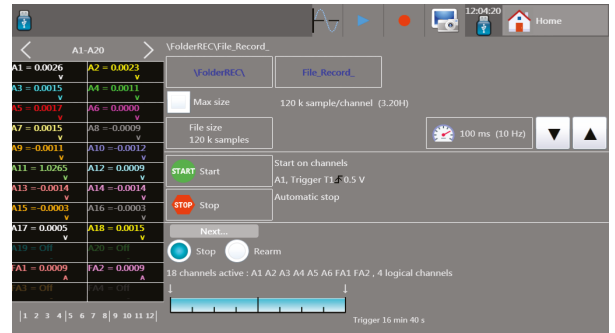 12:04:20
Home
A1-A20
\FolderREC\File_Record_
A1 = 0.0026 A2 = 0.0023
v v
\FolderREC\ File_Record_
A3 = 0.0015 A4 = 0.0011
v v
Max size 120 k sample/channel (3.20H)
A5 = 0.0017 A6 = 0.0000
v v
A7 = 0.0015 A8 =-0.0009
v v
File size
120 k samples
100 ms (10 Hz)
A9 =-0.0011 A10 =-0.0012
v v
A11 = 1.0265 A12 = 0.0009
v v
START Start
Start on channels
A1, Trigger T1 0.5 V
A13 =-0.0014 A14 =-0.0014
v v
Automatic stop
A15 =-0.0003 A16 =-0.0003
v v
STOP Stop
A17 = 0.0005 A18 = 0.0015
v v
Next...
A19 = Off A20 = Off
Stop Rearm
FA1 = 0.0009 FA2 = 0.0009
A A
18 channels active : A1 A2 A3 A4 A5 A6 FA1 FA2 , 4 logical channels
FA3 = Off FA4 = Off
1 2 3 4 5 6 7 8 9 10 11 12
Trigger 16 min 40 s